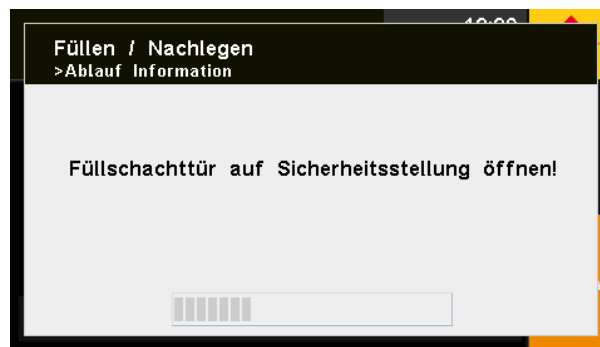 Füllen / Nachlegen
>Ablauf Information
Füllschachttür auf Sicherheitsstellung öffnen!